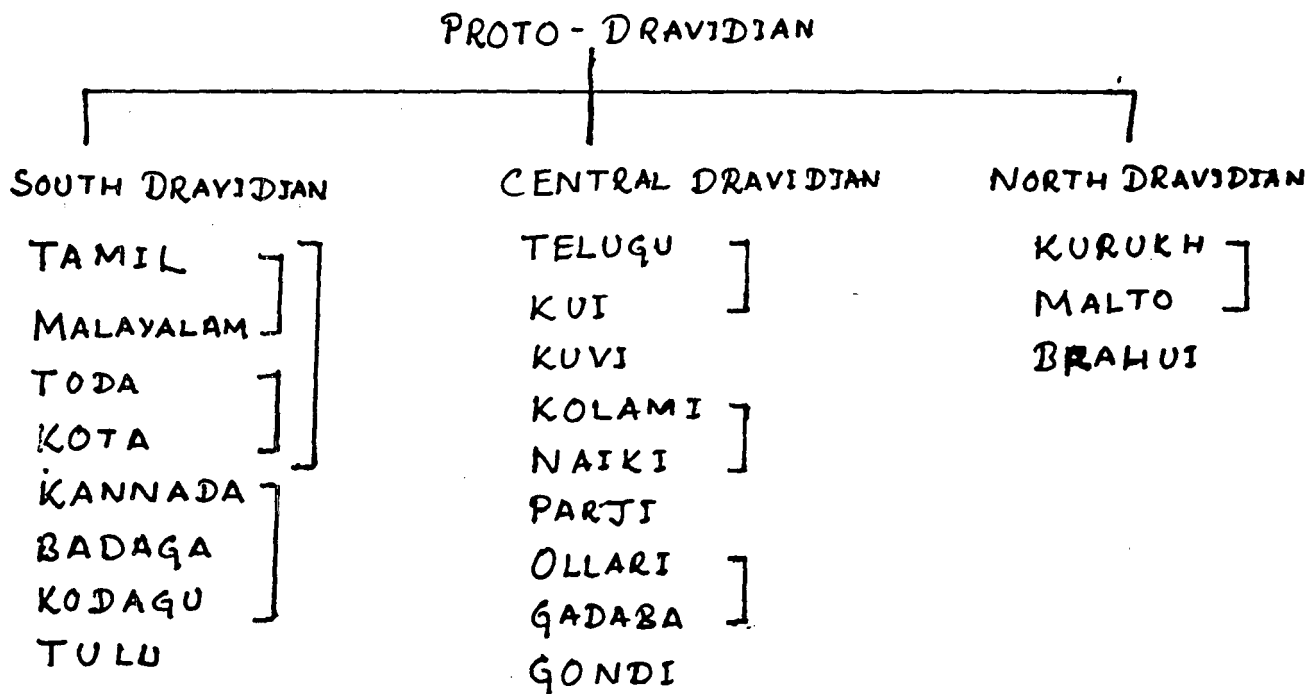 PROTO - DRAVIDIAN
SOUTH DRAVIDIAN
TAMIL
MALAYALAM
TODA
KOTA
KANNADA
BADAGA
KODAGU
TULU
CENTRAL DRAVIDIAN
TELUGU
KUI
KUVI
KOLAMI
NAIKI
PARJI
OLLARI
GADABA
GONDI
NORTH DRAVIDIAN
KURUKH
MALTO
BRAHUI